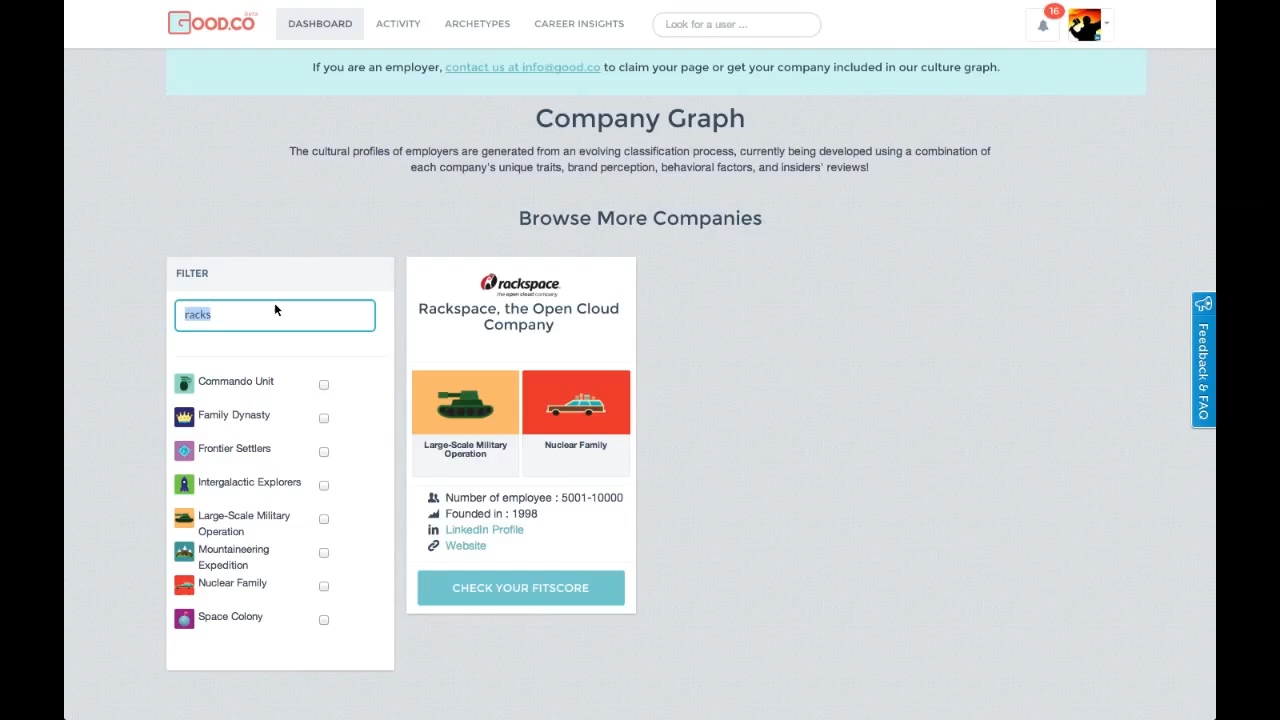 GOOD.CO beta
DASHBOARD
ACTIVITY
ARCHETYPES
CAREER INSIGHTS
Look for a user ...
16
If you are an employer, contact us at info@good.co to claim your page or get your company included in our culture graph.
Company Graph
The cultural profiles of employers are generated from an evolving classification process, currently being developed using a combination of
each company's unique traits, brand perception, behavioral factors, and insiders' reviews!
Browse More Companies
FILTER
racks
Commando Unit
Family Dynasty
Frontier Settlers
Intergalactic Explorers
Large-Scale Military
Operation
Mountaineering
Expedition
Nuclear Family
Space Colony
rackspace.
the open cloud company.
Rackspace, the Open Cloud
Company
Large-Scale Military
Operation
Nuclear Family
Number of employee : 5001-10000
Founded in : 1998
LinkedIn Profile
Website
CHECK YOUR FITSCORE
Feedback & FAQ